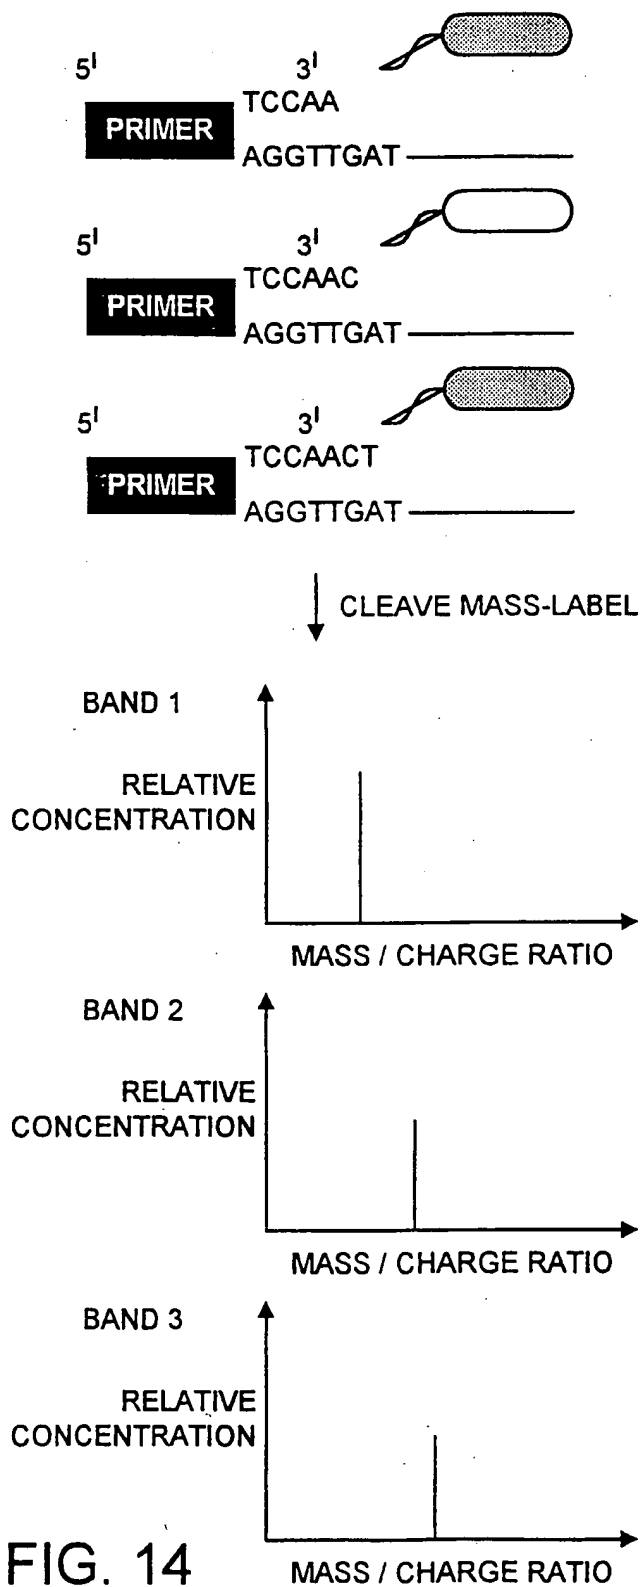 5' 3'
TCCAA
PRIMER
AGGTTGAT
5' 3'
TCCAAC
PRIMER
AGGTTGAT
5' 3'
TCCAACT
PRIMER
AGGTTGAT
CLEAVE MASS-LABEL
BAND 1
RELATIVE
CONCENTRATION
MASS / CHARGE RATIO
BAND 2
RELATIVE
CONCENTRATION
MASS / CHARGE RATIO
BAND 3
RELATIVE
CONCENTRATION
MASS / CHARGE RATIO
FIG. 14